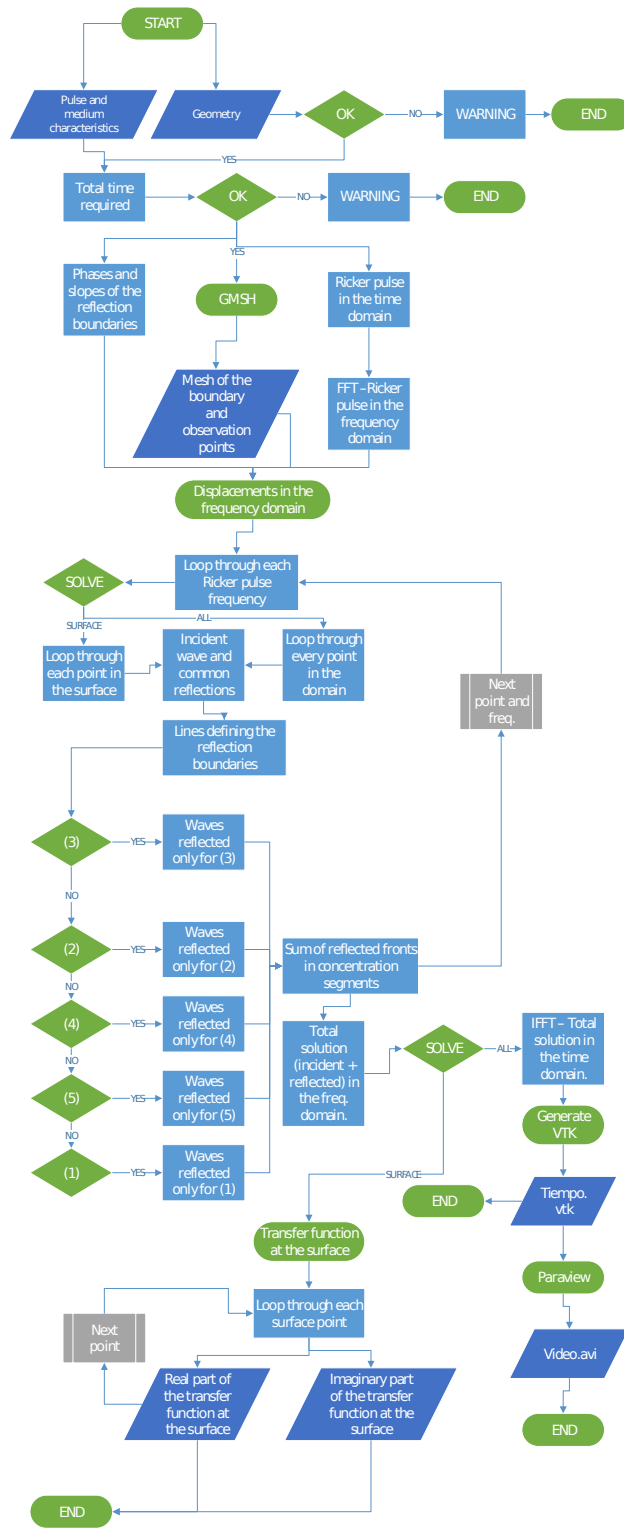 START
Pulse and
medium
characteristics
Geometry
OK
NO
WARNING
END
YES
Total time
required
OK
NO
WARNING
END
YES
Phases and
slopes of the
reflection
boundaries
GMSH
Ricker pulse
in the time
domain
Mesh of the
boundary
and
observation
points
FFT – Ricker
pulse in the
frequency
domain
Displacements in the
frequency domain
Loop through each
Ricker pulse
frequency
SOLVE
SURFACE
ALL
Loop through
each point in
the surface
Incident
wave and
common
reflections
Loop through
every point
in the
domain
Next
point and
freq.
Lines defining the
reflection
boundaries
(3)
YES
Waves
reflected
only for (3)
NO
(2)
YES
Waves
reflected
only for (2)
Sum of reflected fronts
in concentration
segments
NO
(4)
YES
Waves
reflected
only for (4)
Total
solution
(incident +
reflected) in
the freq.
domain.
SOLVE
ALL
IFFT – Total
solution in
the time
domain.
NO
(5)
YES
Waves
reflected
only for (5)
Generate
VTK
NO
(1)
YES
Waves
reflected
only for (1)
SURFACE
END
Tiempo.
vtk
Transfer function
at the surface
Paraview
Loop through each
surface point
Next
point
Video.avi
Real part of
the transfer
function at
the surface
Imaginary part
of the transfer
function at the
surface
END
END